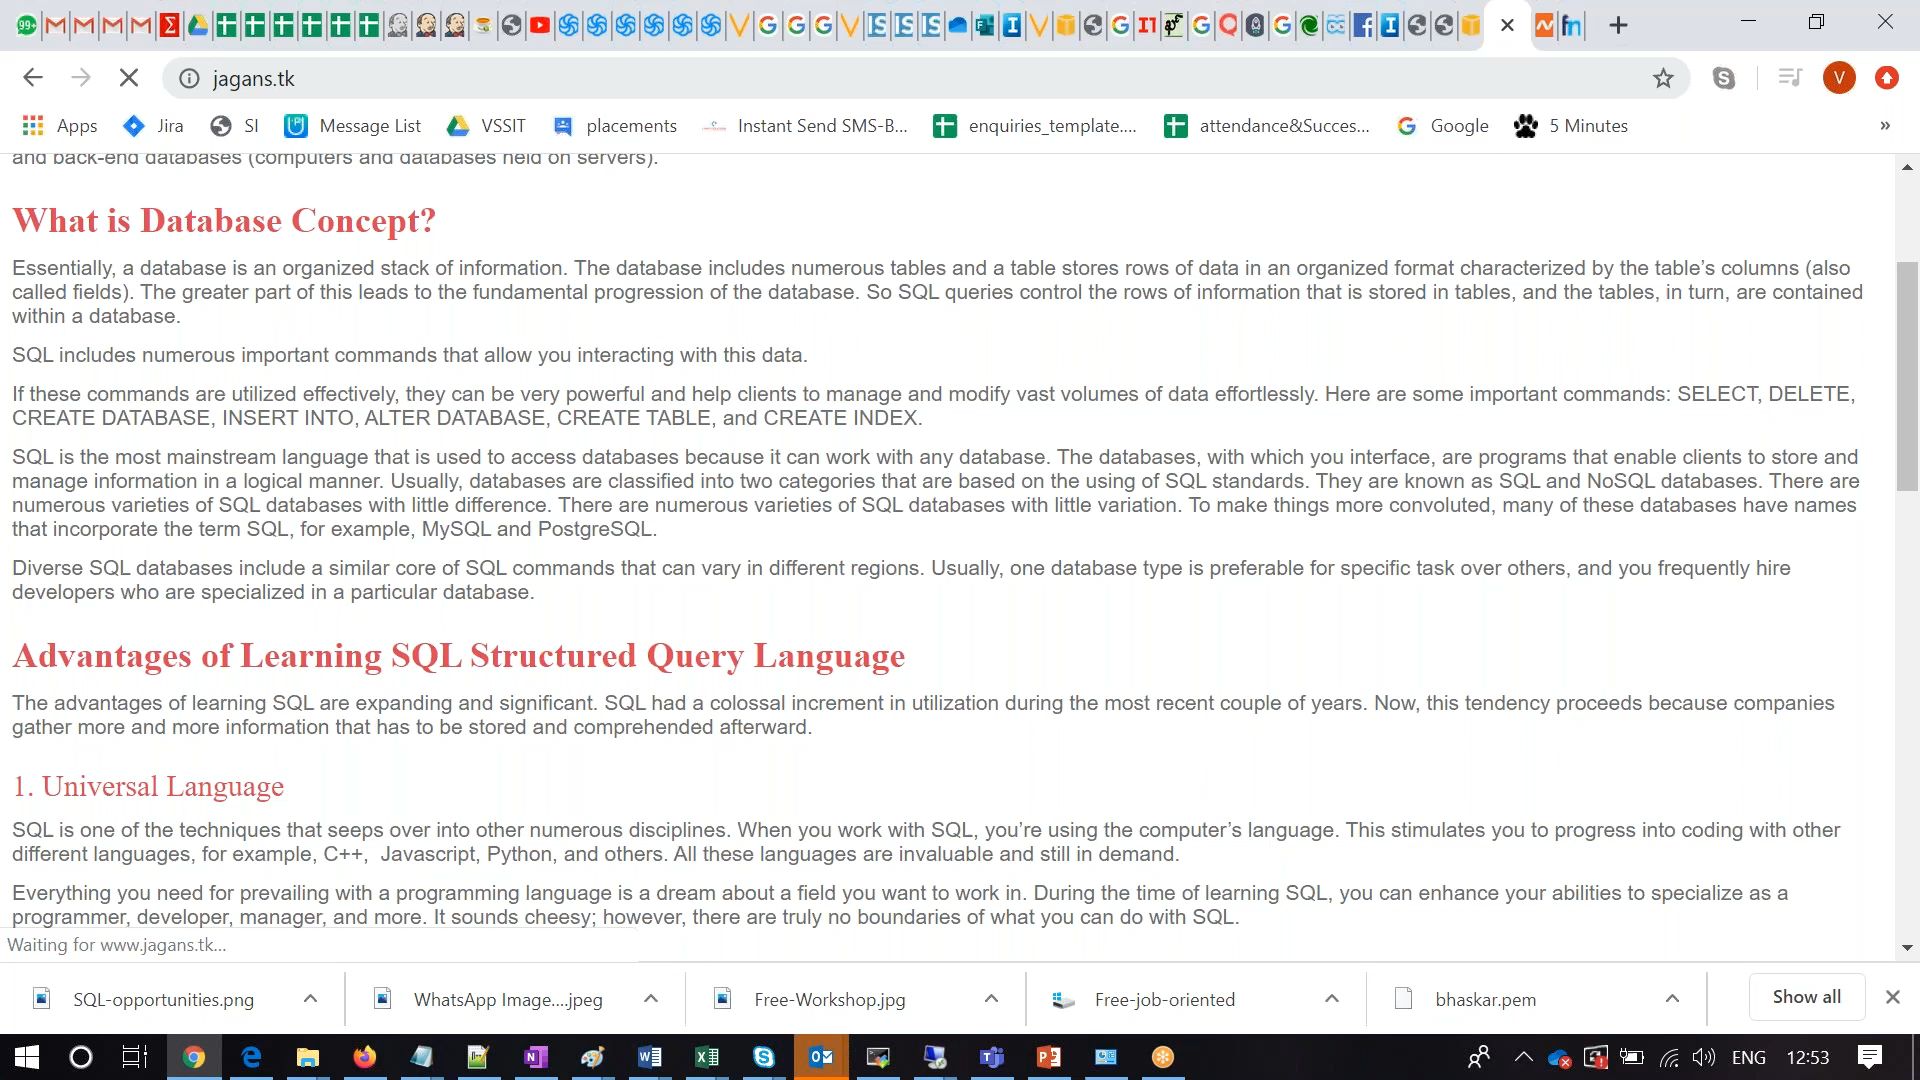 99+
jagans.tk
V
Apps
Jira
SI
Message List
VSSIT
placements
Instant Send SMS-B...
enquiries_template....
attendance&Succes...
Google
5 Minutes
»
and back-end databases (computers and databases held on servers).
What is Database Concept?
Essentially, a database is an organized stack of information. The database includes numerous tables and a table stores rows of data in an organized format characterized by the table’s columns (also
called fields). The greater part of this leads to the fundamental progression of the database. So SQL queries control the rows of information that is stored in tables, and the tables, in turn, are contained
within a database.
SQL includes numerous important commands that allow you interacting with this data.
If these commands are utilized effectively, they can be very powerful and help clients to manage and modify vast volumes of data effortlessly. Here are some important commands: SELECT, DELETE,
CREATE DATABASE, INSERT INTO, ALTER DATABASE, CREATE TABLE, and CREATE INDEX.
SQL is the most mainstream language that is used to access databases because it can work with any database. The databases, with which you interface, are programs that enable clients to store and
manage information in a logical manner. Usually, databases are classified into two categories that are based on the using of SQL standards. They are known as SQL and NoSQL databases. There are
numerous varieties of SQL databases with little difference. There are numerous varieties of SQL databases with little variation. To make things more convoluted, many of these databases have names
that incorporate the term SQL, for example, MySQL and PostgreSQL.
Diverse SQL databases include a similar core of SQL commands that can vary in different regions. Usually, one database type is preferable for specific task over others, and you frequently hire
developers who are specialized in a particular database.
Advantages of Learning SQL Structured Query Language
The advantages of learning SQL are expanding and significant. SQL had a colossal increment in utilization during the most recent couple of years. Now, this tendency proceeds because companies
gather more and more information that has to be stored and comprehended afterward.
1. Universal Language
SQL is one of the techniques that seeps over into other numerous disciplines. When you work with SQL, you’re using the computer’s language. This stimulates you to progress into coding with other
different languages, for example, C++,  Javascript, Python, and others. All these languages are invaluable and still in demand.
Everything you need for prevailing with a programming language is a dream about a field you want to work in. During the time of learning SQL, you can enhance your abilities to specialize as a
programmer, developer, manager, and more. It sounds cheesy; however, there are truly no boundaries of what you can do with SQL.
Waiting for www.jagans.tk...
SQL-opportunities.png
WhatsApp Image....jpeg
Free-Workshop.jpg
Free-job-oriented
bhaskar.pem
Show all
ENG
12:53